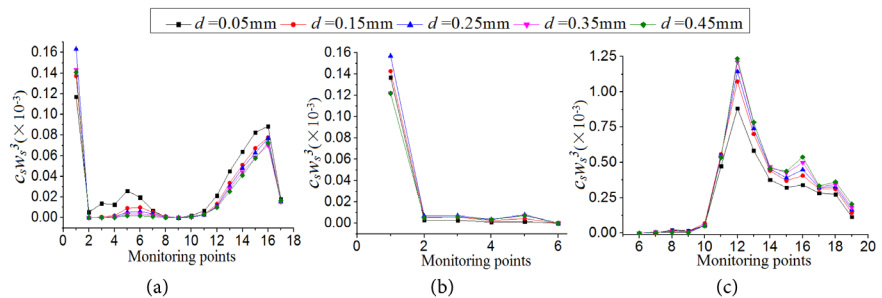 d =0.05mm d =0.15mm d =0.25mm d =0.35mm d =0.45mm
0.16
0.14
0.12
0.10
0.08
0.06
0.04
0.02
0.00
c_s w_s^3 (×10^-3)
0 2 4 6 8 10 12 14 16 18
Monitoring points
(a)
0.16
0.14
0.12
0.10
0.08
0.06
0.04
0.02
0.00
c_s w_s^3 (×10^-3)
0 1 2 3 4 5 6
Monitoring points
(b)
1.25
1.00
0.75
0.50
0.25
0.00
c_s w_s^3 (×10^-3)
6 8 10 12 14 16 18 20
Monitoring points
(c)